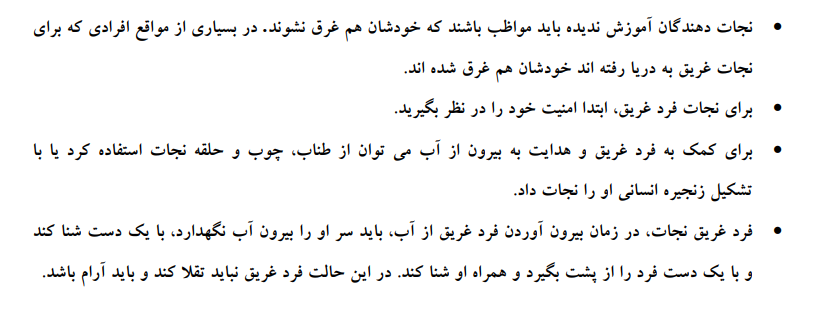 • نجات دهندگان آموزش ندیده باید مواظب باشند که خودشان هم غرق نشوند. در بسیاری از مواقع افرادی که برای
نجات غریق به دریا رفته اند خودشان هم غرق شده اند.
• برای نجات فرد غریق، ابتدا امنیت خود را در نظر بگیرید.
• برای کمک به فرد غریق و هدایت به بیرون از آب می توان از طناب، چوب و حلقه نجات استفاده کرد یا با
تشکیل زنجیره انسانی او را نجات داد.
• فرد غریق نجات، در زمان بیرون آوردن فرد غریق از آب، باید سر او را بیرون آب نگهدارد، با یک دست شنا کند
و با یک دست فرد را از پشت بگیرد و همراه او شنا کند. در این حالت فرد غریق نباید تقلا کند و باید آرام باشد.